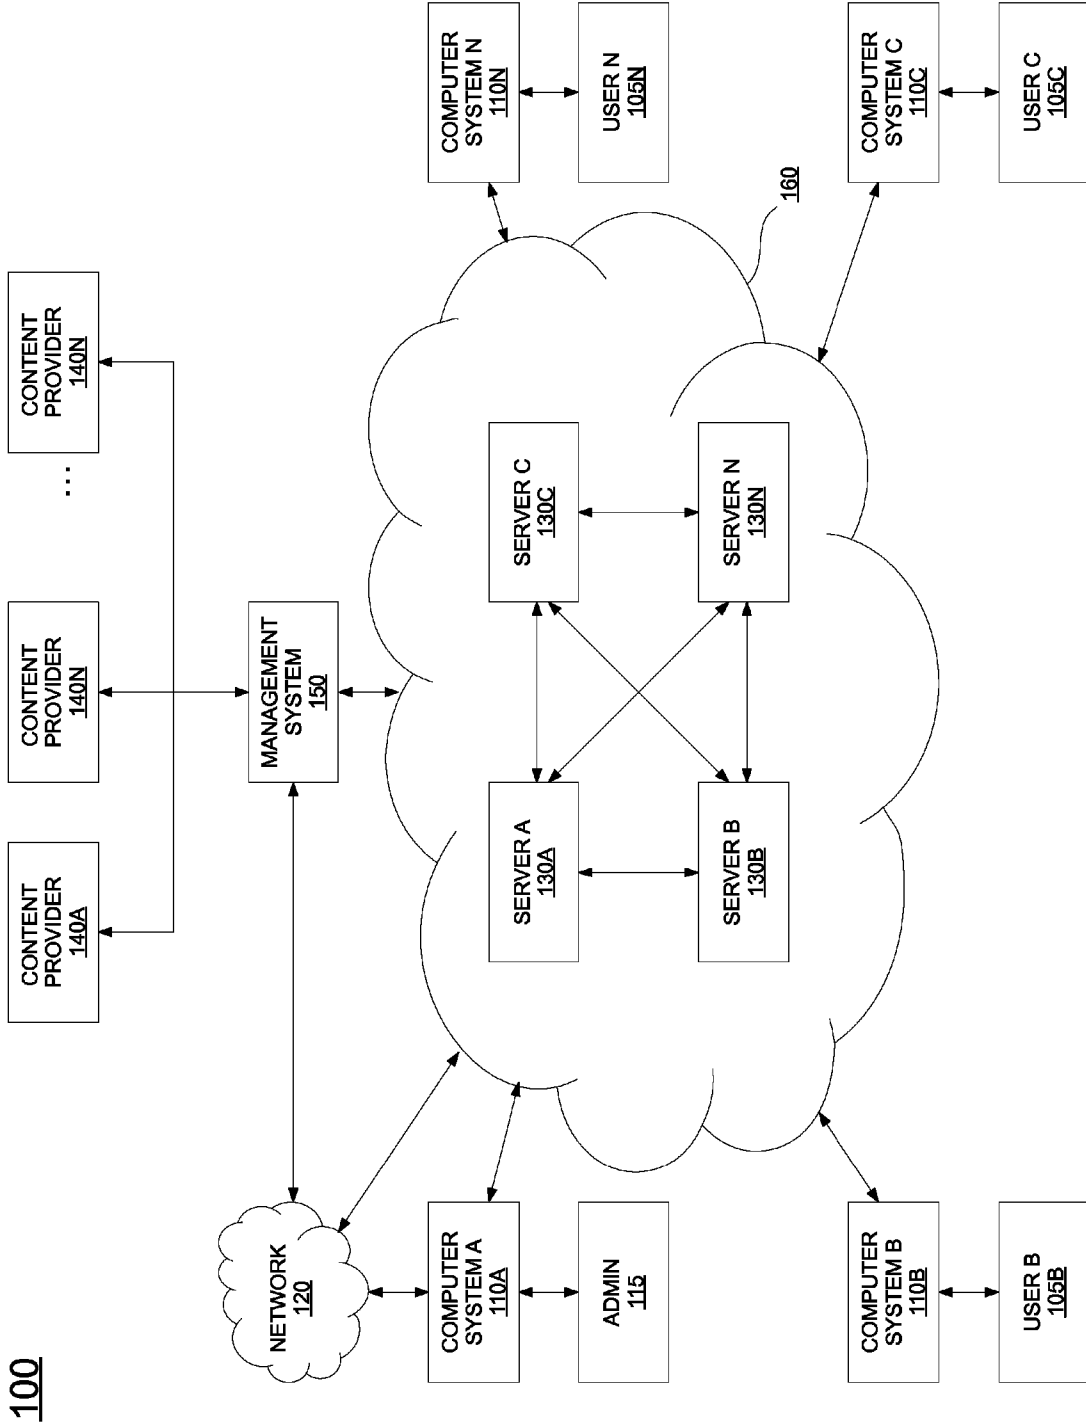 100
CONTENT
PROVIDER
140A
CONTENT
PROVIDER
140N
...
CONTENT
PROVIDER
140N
NETWORK
120
MANAGEMENT
SYSTEM
150
COMPUTER
SYSTEM A
110A
ADMIN
115
SERVER A
130A
SERVER C
130C
COMPUTER
SYSTEM N
110N
USER N
105N
SERVER B
130B
SERVER N
130N
160
COMPUTER
SYSTEM B
110B
USER B
105B
COMPUTER
SYSTEM C
110C
USER C
105C